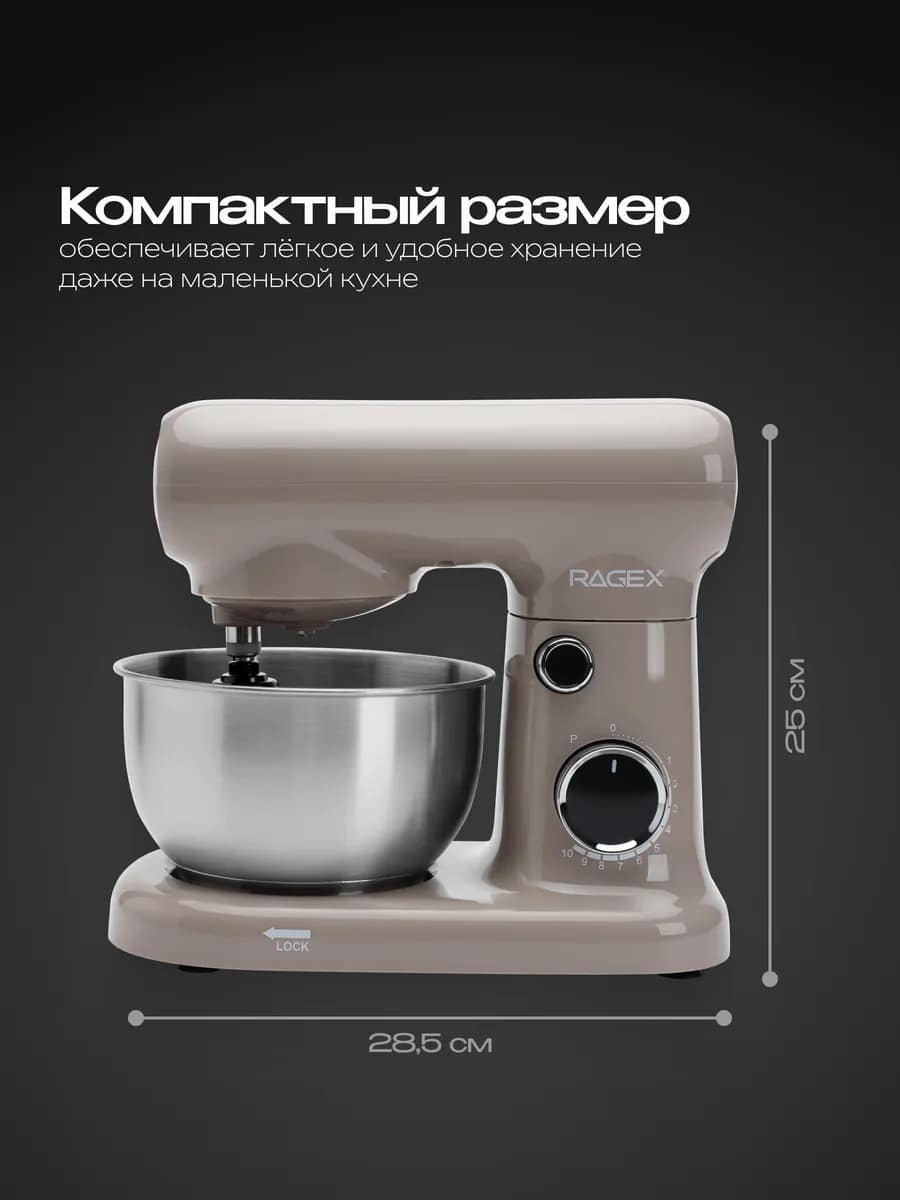 Компактный размер
обеспечивает лёгкое и удобное хранение
даже на маленькой кухне
RAGEX
25 см
P 0 1 2 3 4 5 6 7 8 9 10
LOCK
28,5 см